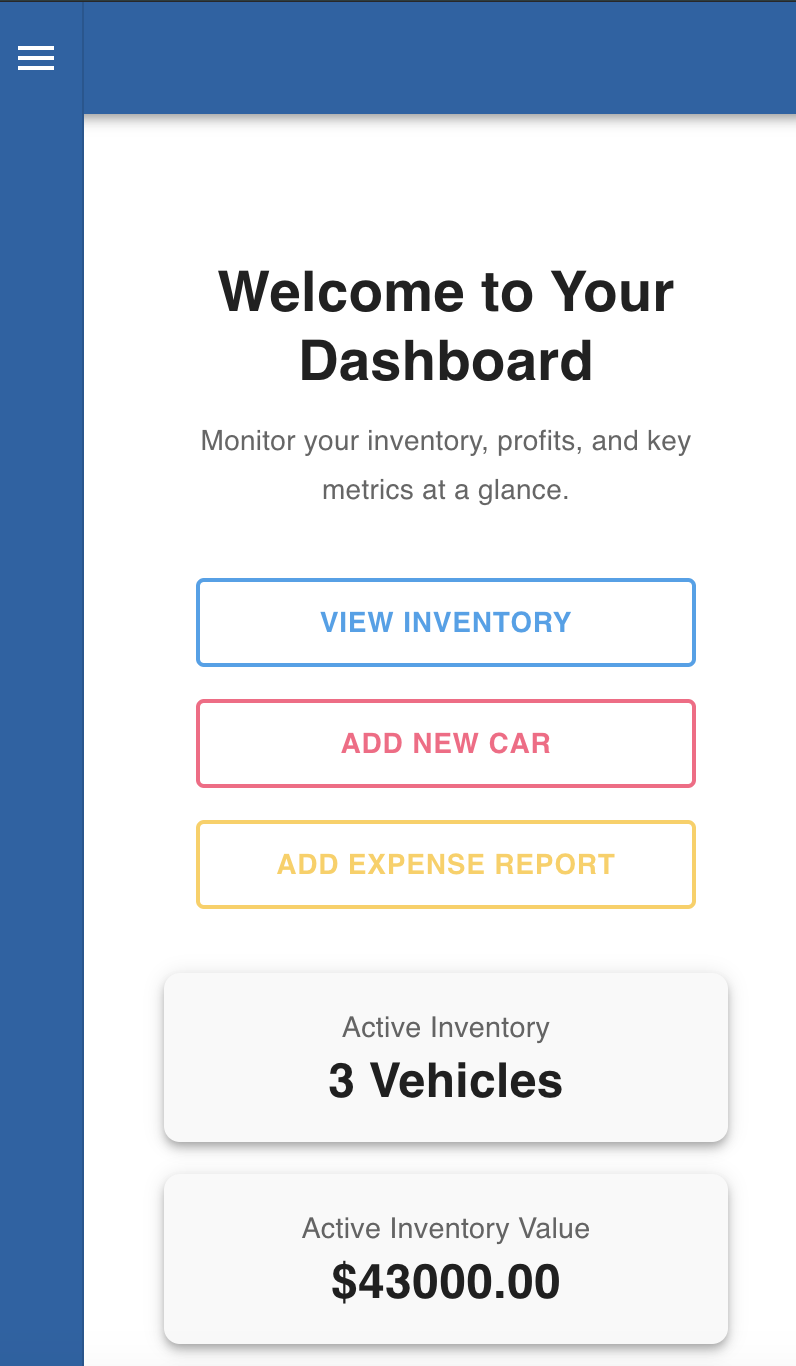 Welcome to Your
Dashboard
Monitor your inventory, profits, and key
metrics at a glance.
VIEW INVENTORY
ADD NEW CAR
ADD EXPENSE REPORT
Active Inventory
3 Vehicles
Active Inventory Value
$43000.00